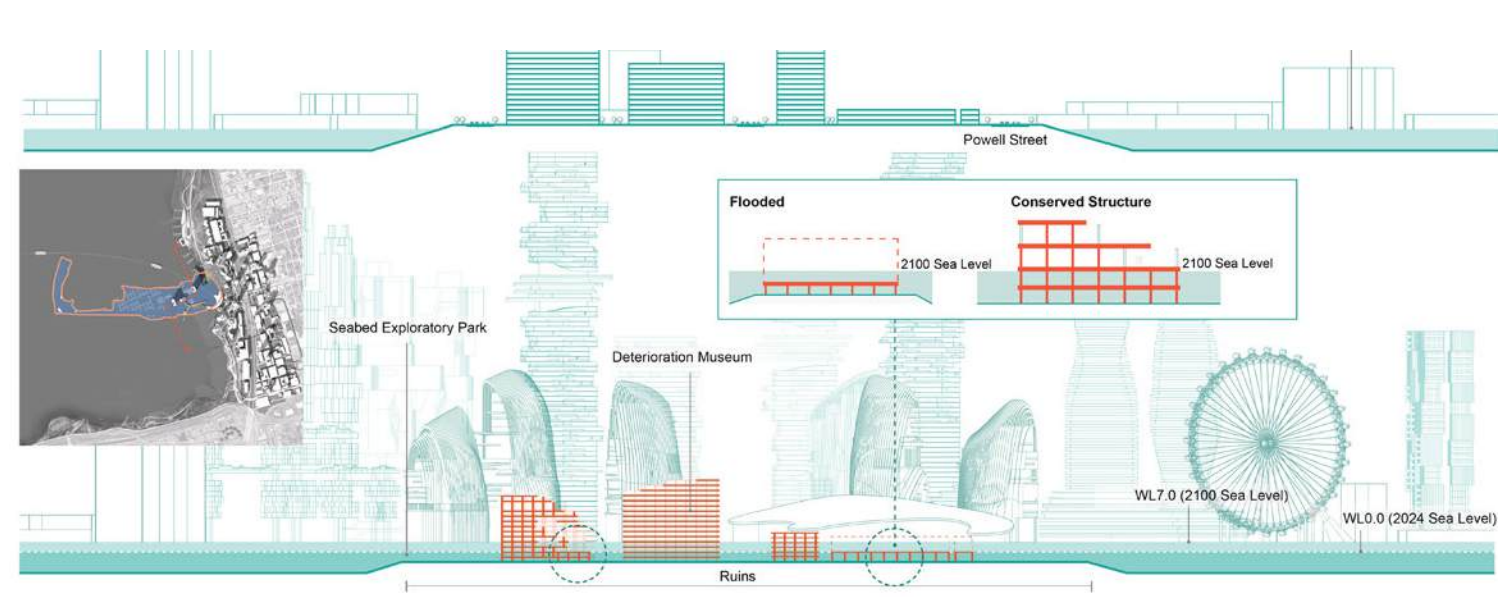 Powell Street
Flooded
Conserved Structure
2100 Sea Level
2100 Sea Level
Seabed Exploratory Park
Deterioration Museum
WL7.0 (2100 Sea Level)
WL0.0 (2024 Sea Level)
Ruins